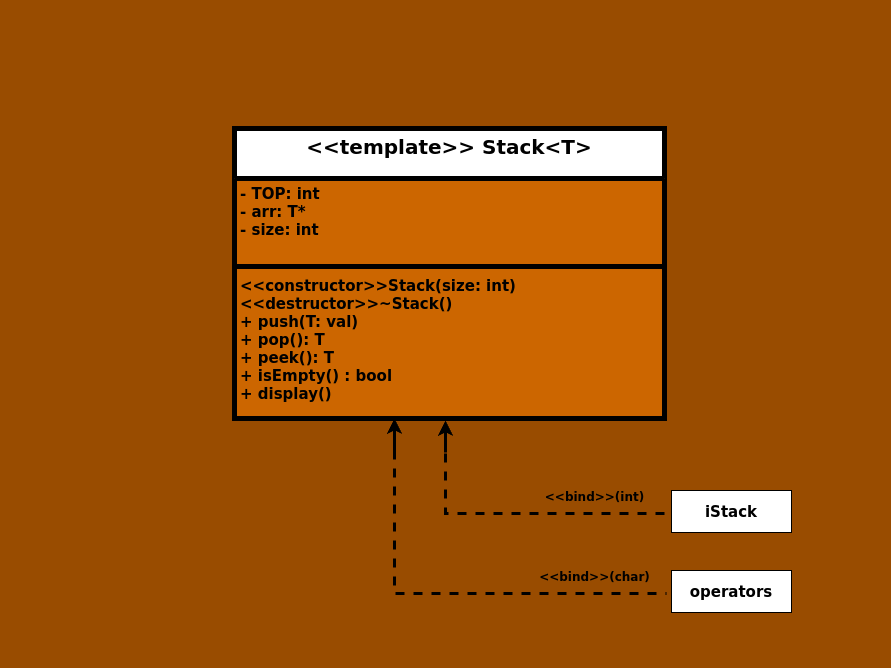 <<template>> Stack<T>
- TOP: int
- arr: T*
- size: int
<<constructor>>Stack(size: int)
<<destructor>>~Stack()
+ push(T: val)
+ pop(): T
+ peek(): T
+ isEmpty() : bool
+ display()
<<bind>>(int)
iStack
<<bind>>(char)
operators